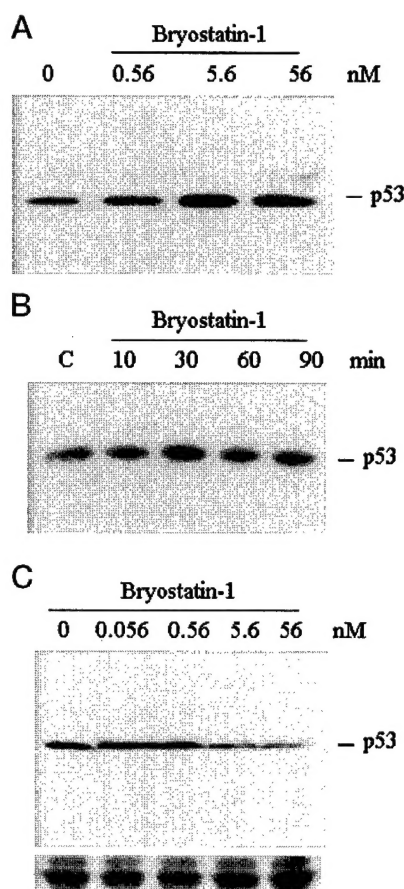 A
Bryostatin-1
0 0.56 5.6 56 nM
— p53
B
Bryostatin-1
C 10 30 60 90 min
— p53
C
Bryostatin-1
0 0.056 0.56 5.6 56 nM
— p53